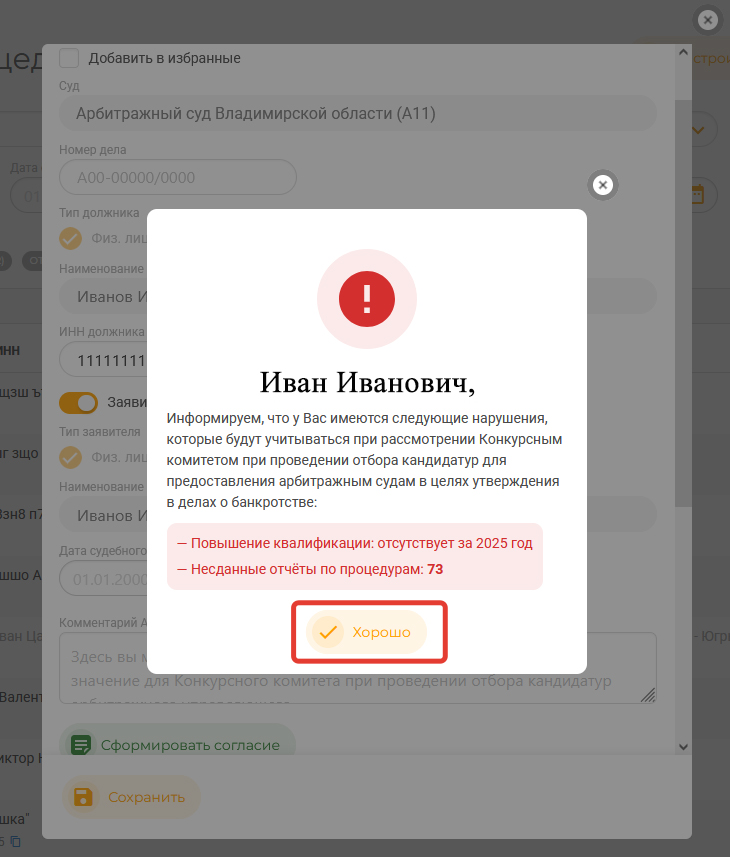 Добавить в избранные
Суд
Арбитражный суд Владимирской области (А11)
Номер дела
А00-00000/0000
Дата
01
Тип должника
Физ. лиц
Наименование
Иванов И
ИНН
ИНН должника
11111111
Заяви
Тип заявителя
Физ. лиц
Наименование
Иванов И
Дата судебного
01.01.2000
Комментарий А
Здесь вы м
значение для Конкурсного комитета при проведении отбора кандидатур
Сформировать согласие
Сохранить
Иван Иванович,
Информируем, что у Вас имеются следующие нарушения,
которые будут учитываться при рассмотрении Конкурсным
комитетом при проведении отбора кандидатур для
предоставления арбитражным судам в целях утверждения
в делах о банкротстве:
— Повышение квалификации: отсутствует за 2025 год
— Несданные отчёты по процедурам: 73
Хорошо